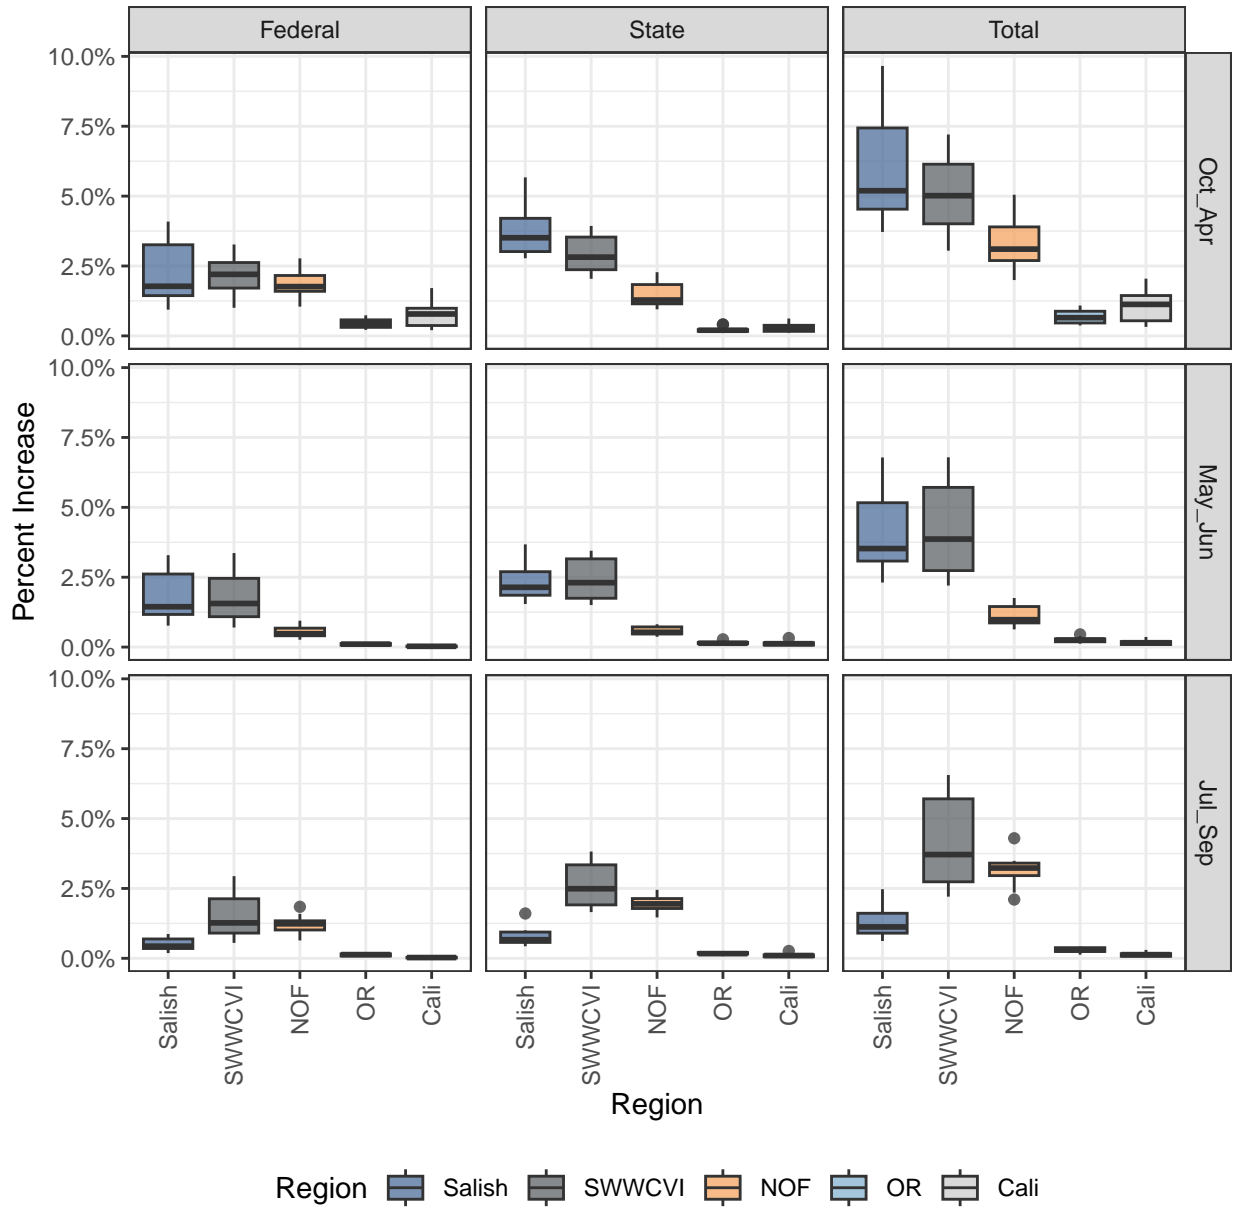 Federal State Total
10.0%
7.5%
5.0%
2.5%
0.0%
Oct_Apr
10.0%
7.5%
5.0%
2.5%
0.0%
May_Jun
10.0%
7.5%
5.0%
2.5%
0.0%
Jul_Sep
Percent Increase
Salish SWWCVI NOF OR Cali Salish SWWCVI NOF OR Cali Salish SWWCVI NOF OR Cali
Region
Region Salish SWWCVI NOF OR Cali